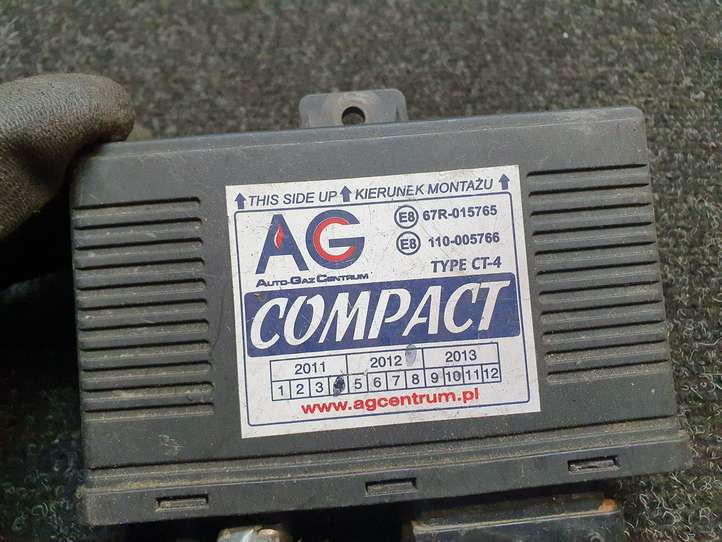 THIS SIDE UP KIERUNEK MONTAŻU
AG
AUTO-GAZ CENTRUM
E8 67R-015765
E8 110-005766
TYPE CT-4
COMPACT
2011 2012 2013
1 2 3 5 6 7 8 9 10 11 12
www.agcentrum.pl